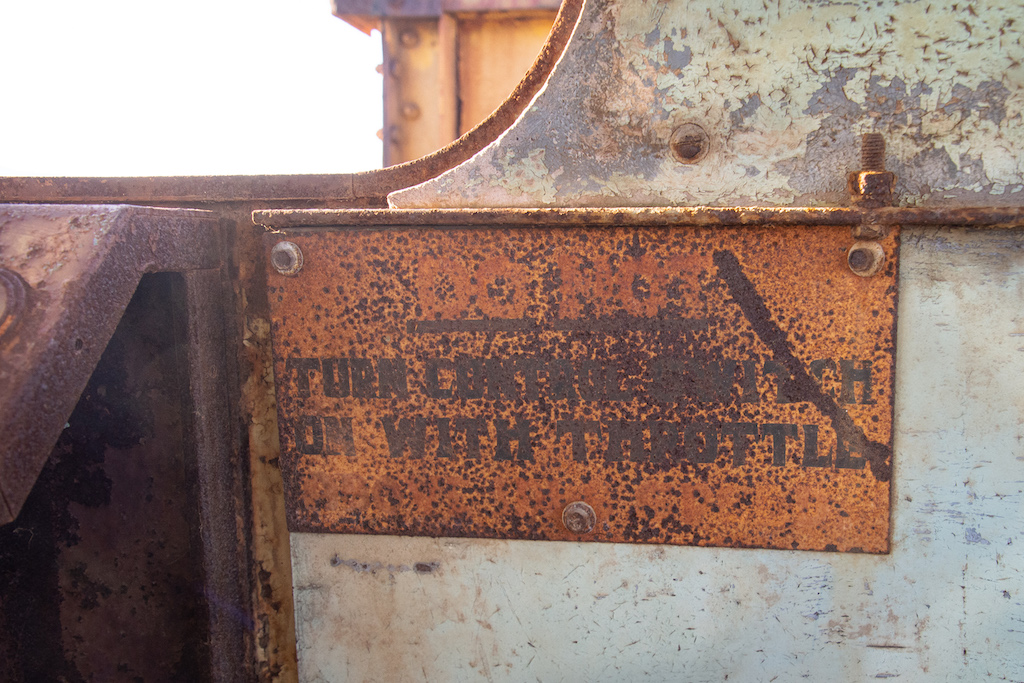 TURN CONTROL SWITCH
ON WITH THROTTLE